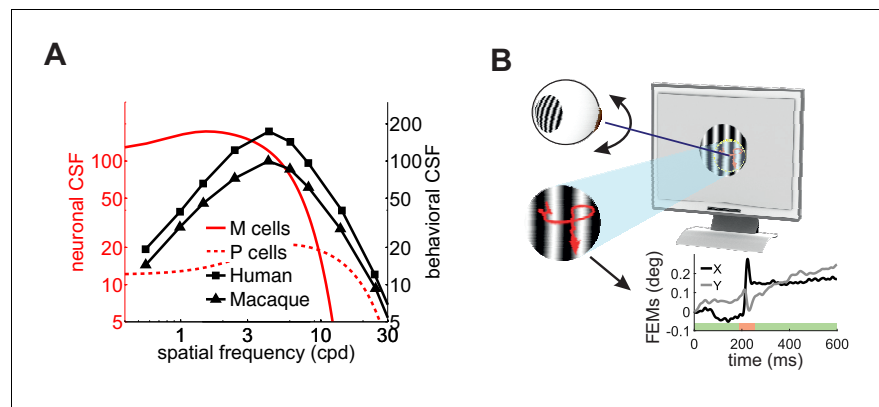 A
neuronal CSF
100
50
20
10
5
M cells
P cells
Human
Macaque
200
100
50
20
10
5
behavioral CSF
1 3 10 30
spatial frequency (cpd)
B
FEMs (deg)
0.2
0.1
0
-0.1
X
Y
0 200 400 600
time (ms)